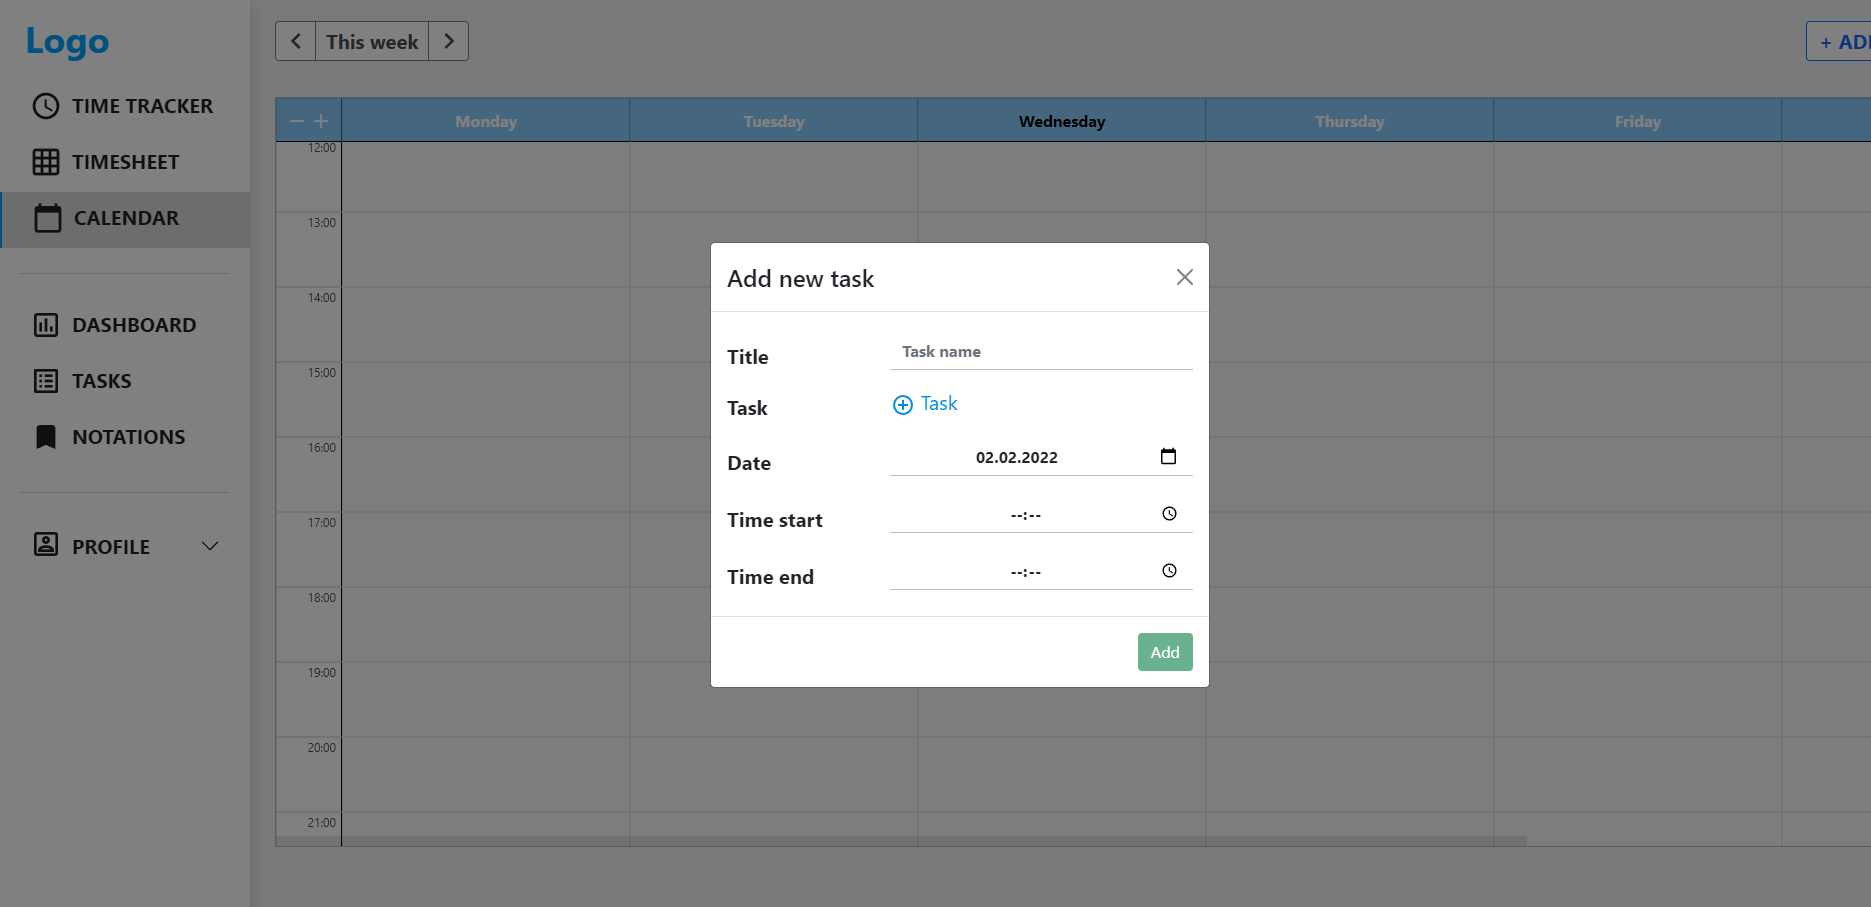 Logo
TIME TRACKER
TIMESHEET
CALENDAR
DASHBOARD
TASKS
NOTATIONS
PROFILE
This week
+ ADD
Monday Tuesday Wednesday Thursday Friday
12:00
13:00
14:00
15:00
16:00
17:00
18:00
19:00
20:00
21:00
Add new task
Title Task name
Task Task
Date 02.02.2022
Time start --:--
Time end --:--
Add